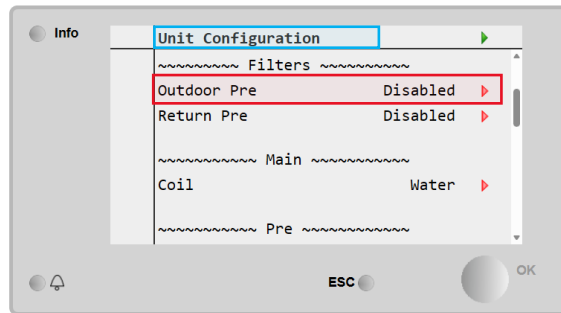 Info
Unit Configuration
~~~~~~~~~ Filters ~~~~~~~~~~
Outdoor Pre Disabled
Return Pre Disabled
~~~~~~~~~~~ Main ~~~~~~~~~~~
Coil Water
~~~~~~~~~~~ Pre ~~~~~~~~~~~~
ESC
OK